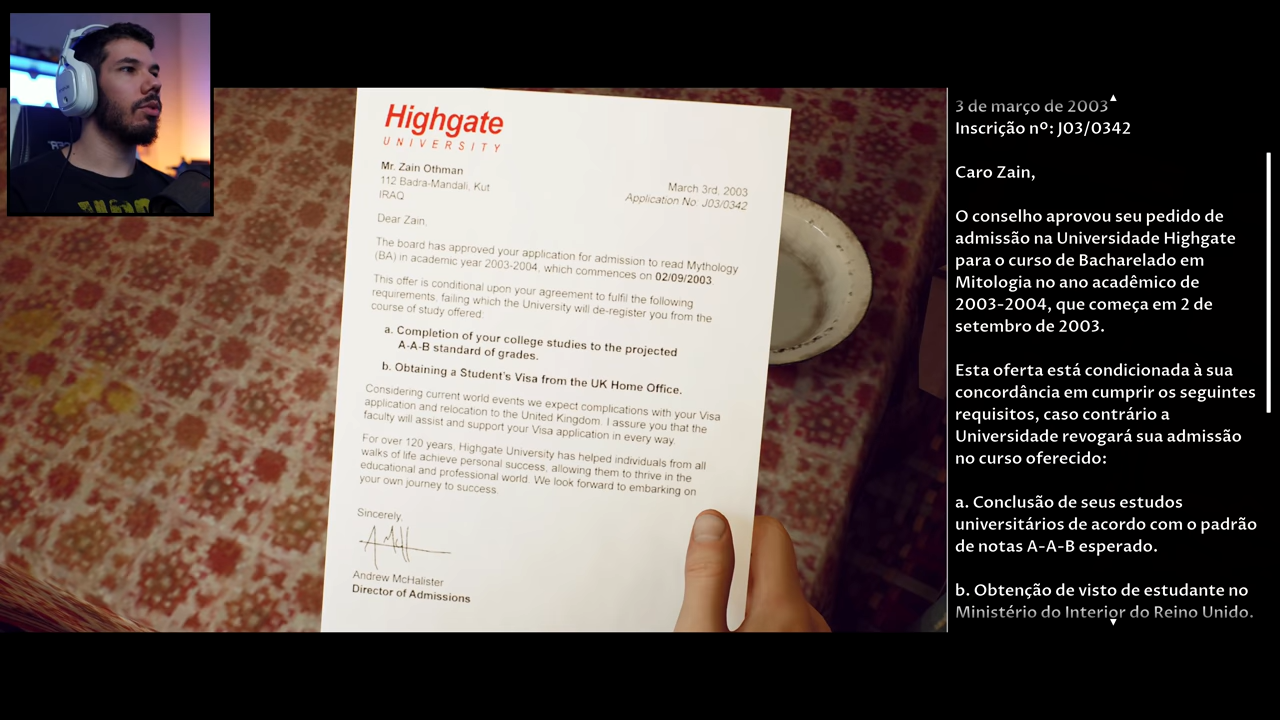 Highgate
UNIVERSITY
Mr. Zain Othman
112 Badra-Mandali, Kut
IRAQ
March 3rd, 2003
Application No. J03/0342
Dear Zain,
The board has approved your application for admission to read Mythology
(BA) in academic year 2003-2004, which commences on 02/09/2003.
This offer is conditional upon your agreement to fulfil the following
requirements, failing which the University will de-register you from the
course of study offered:
a. Completion of your college studies to the projected
A-A-B standard of grades.
b. Obtaining a Student's Visa from the UK Home Office.
Considering current world events we expect complications with your Visa
application and relocation to the United Kingdom. I assure you that the
faculty will assist and support your Visa application in every way.
For over 120 years, Highgate University has helped individuals from all
walks of life achieve personal success, allowing them to thrive in the
educational and professional world. We look forward to embarking on
your own journey to success.
Sincerely,
Andrew McHalister
Director of Admissions
3 de março de 2003
Inscrição nº: J03/0342
Caro Zain,
O conselho aprovou seu pedido de
admissão na Universidade Highgate
para o curso de Bacharelado em
Mitologia no ano acadêmico de
2003-2004, que começa em 2 de
setembro de 2003.
Esta oferta está condicionada à sua
concordância em cumprir os seguintes
requisitos, caso contrário a
Universidade revogará sua admissão
no curso oferecido:
a. Conclusão de seus estudos
universitários de acordo com o padrão
de notas A-A-B esperado.
b. Obtenção de visto de estudante no
Ministério do Interior do Reino Unido.